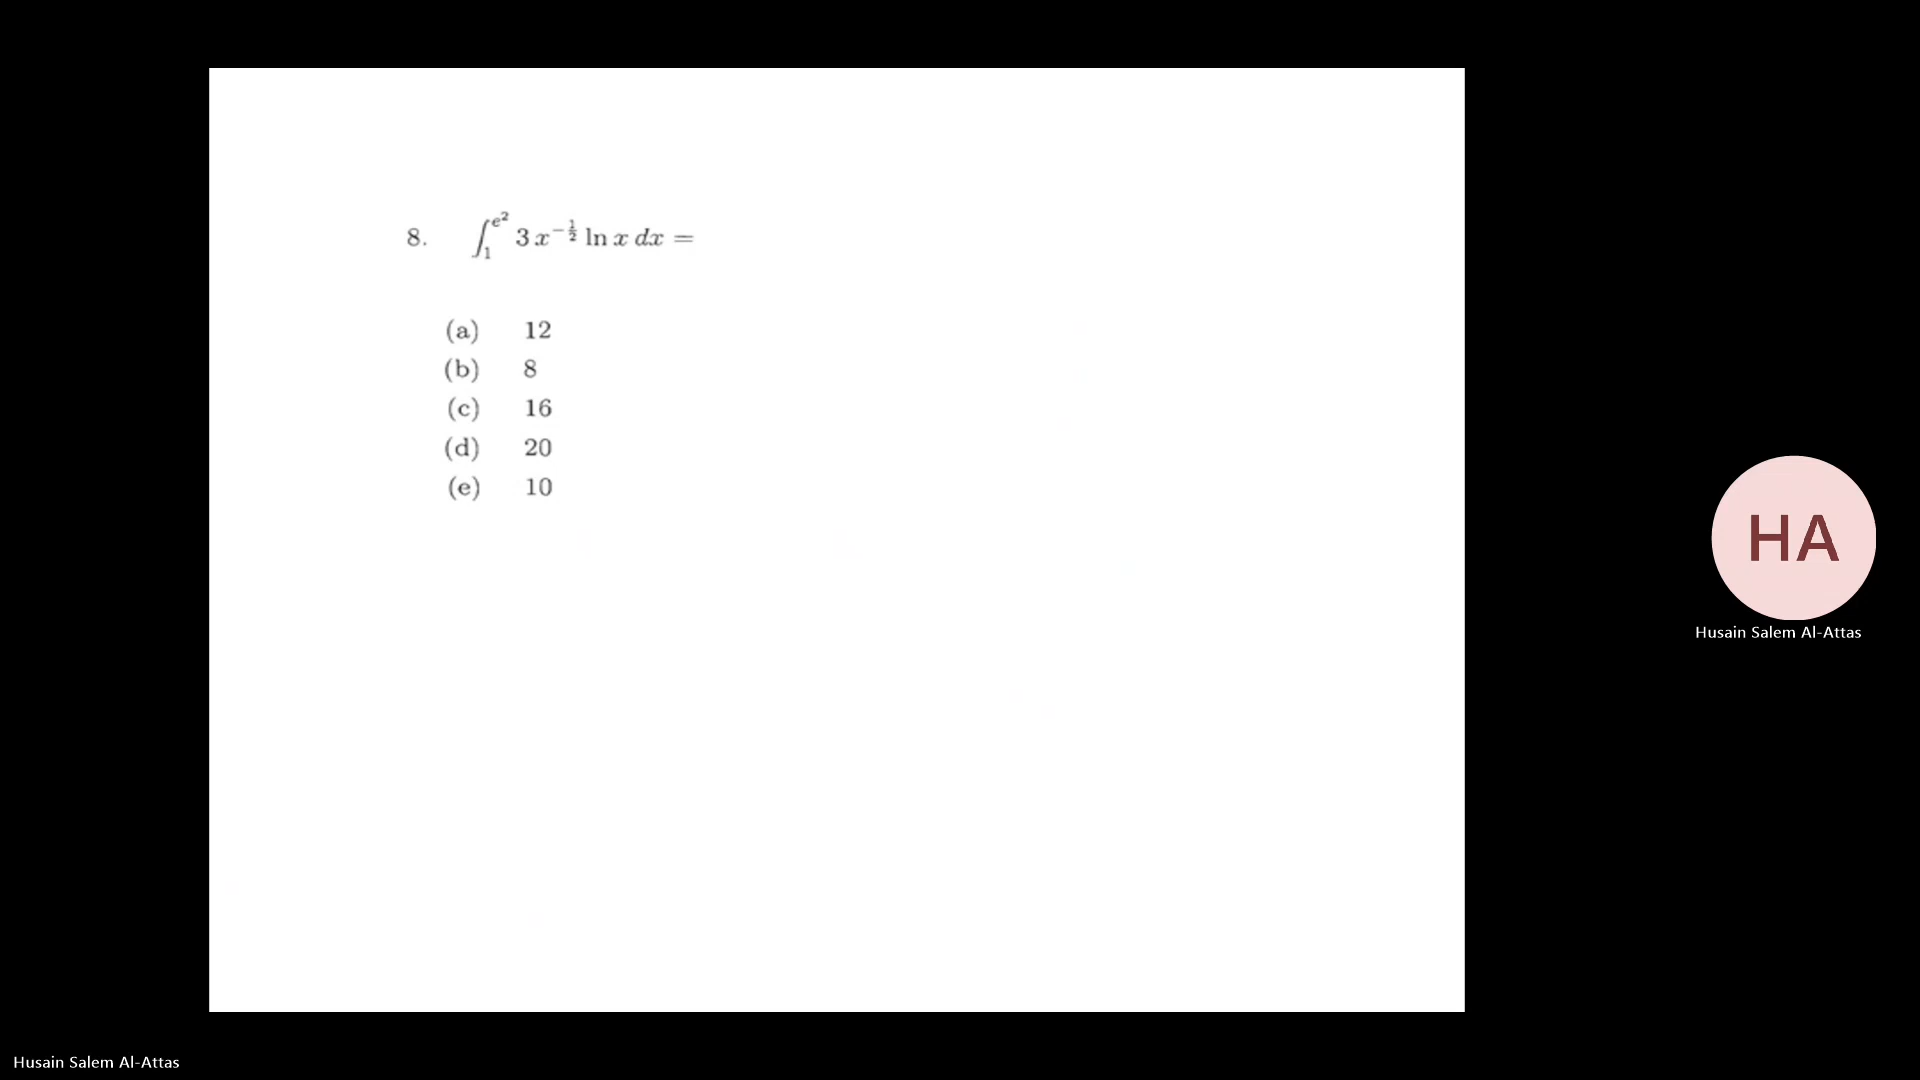 8. ∫₁^{e²} 3 x^{-1/2} ln x dx =
(a) 12
(b) 8
(c) 16
(d) 20
(e) 10
HA
Husain Salem Al-Attas
Husain Salem Al-Attas